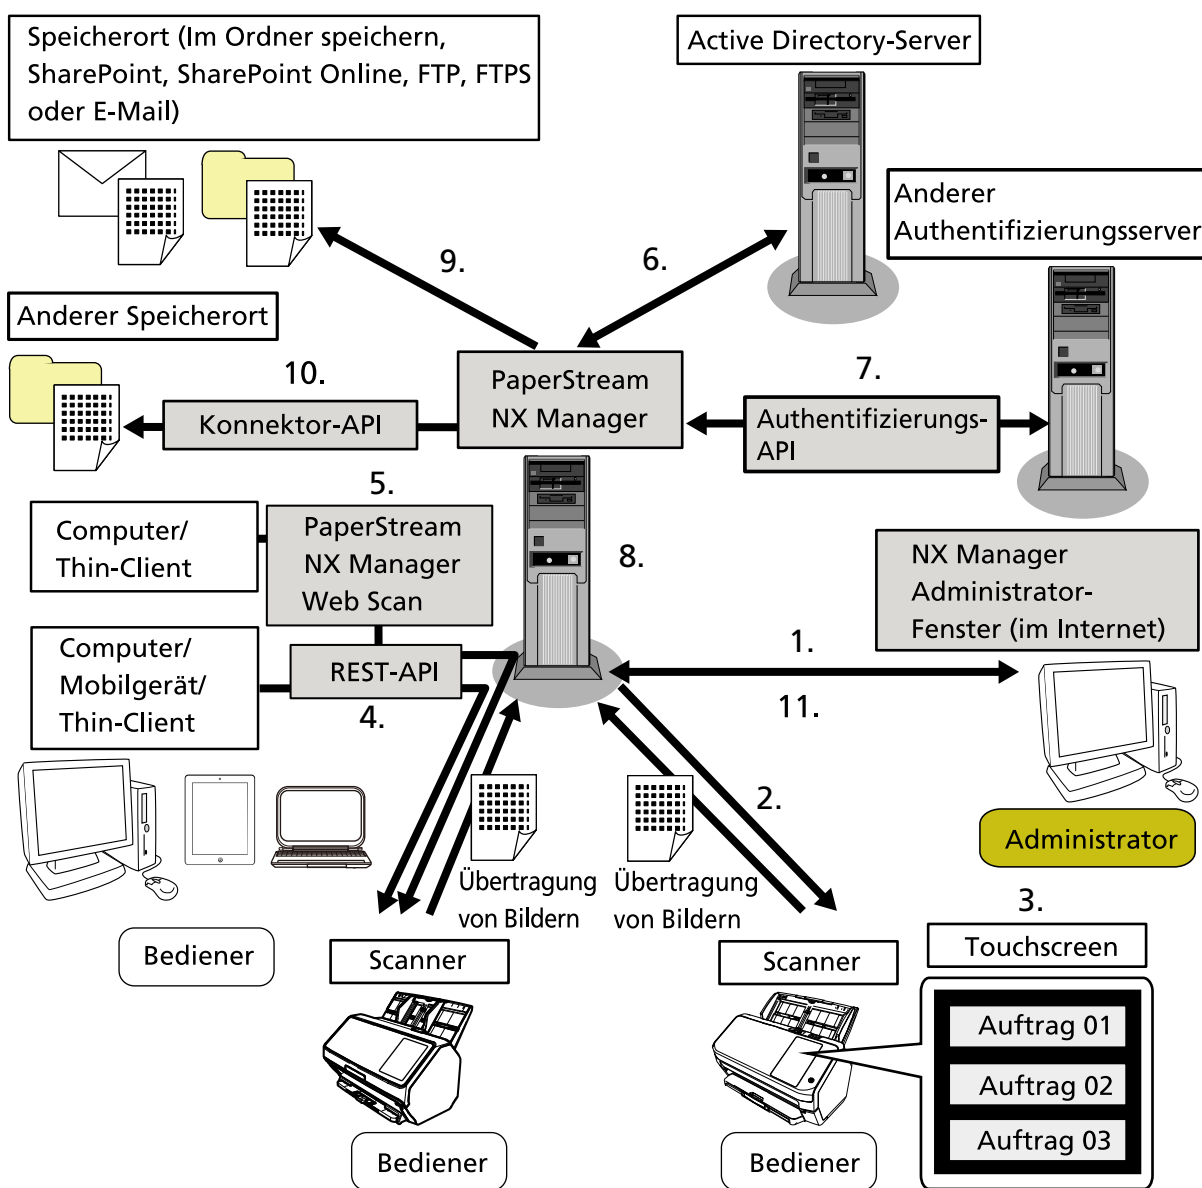 Speicherort (Im Ordner speichern,
SharePoint, SharePoint Online, FTP, FTPS
oder E-Mail)
Active Directory-Server
Anderer
Authentifizierungsserver
9.
6.
Anderer Speicherort
10.
Konnektor-API
PaperStream
NX Manager
7.
Authentifizierungs-
API
5.
Computer/
Thin-Client
PaperStream
NX Manager
Web Scan
8.
NX Manager
Administrator-
Fenster (im Internet)
Computer/
Mobilgerät/
Thin-Client
REST-API
4.
1.
11.
2.
Administrator
Übertragung
von Bildern
Übertragung
von Bildern
3.
Bediener
Scanner
Scanner
Touchscreen
Auftrag 01
Auftrag 02
Auftrag 03
Bediener
Bediener